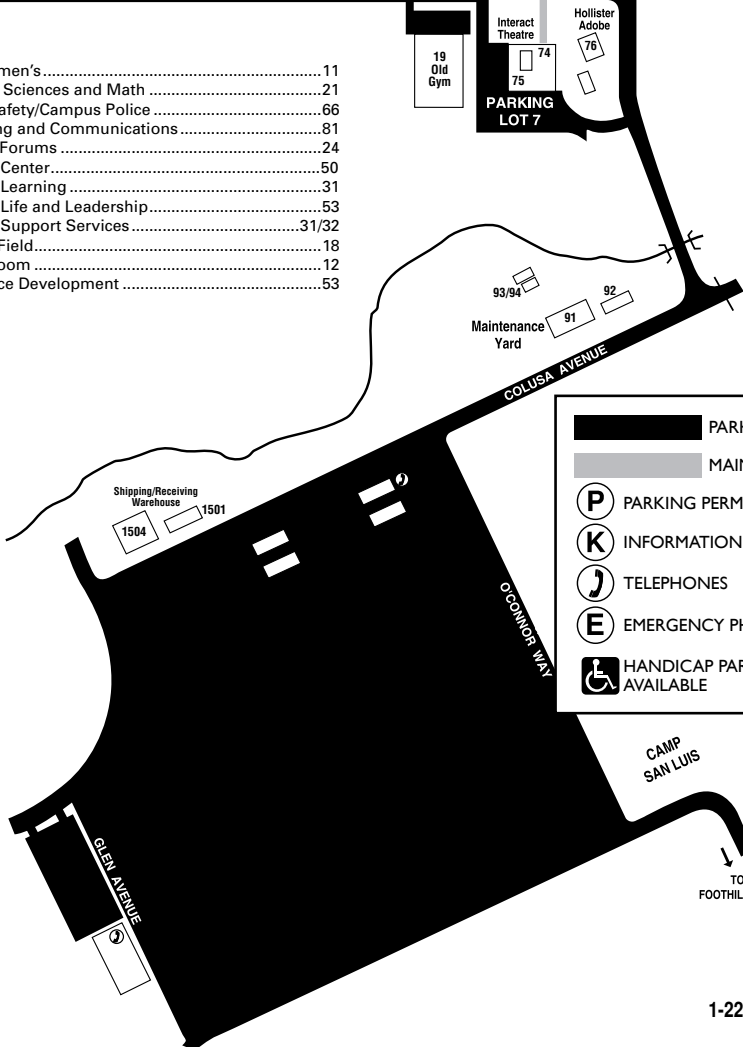 men's 11
Sciences and Math 21
afety/Campus Police 66
ng and Communications 81
Forums 24
Center 50
Learning 31
Life and Leadership 53
Support Services 31/32
Field 18
oom 12
ce Development 53
19
Old
Gym
Interact
Theatre
74
75
Hollister
Adobe
76
PARKING
LOT 7
93/94
92
91
Maintenance
Yard
COLUSA AVENUE
Shipping/Receiving
Warehouse
1501
1504
O'CONNOR WAY
PARK
MAIN
P PARKING PERM
K INFORMATION
TELEPHONES
E EMERGENCY PH
HANDICAP PAR
AVAILABLE
CAMP
SAN LUIS
GLEN AVENUE
TO
FOOTHIL
1-22